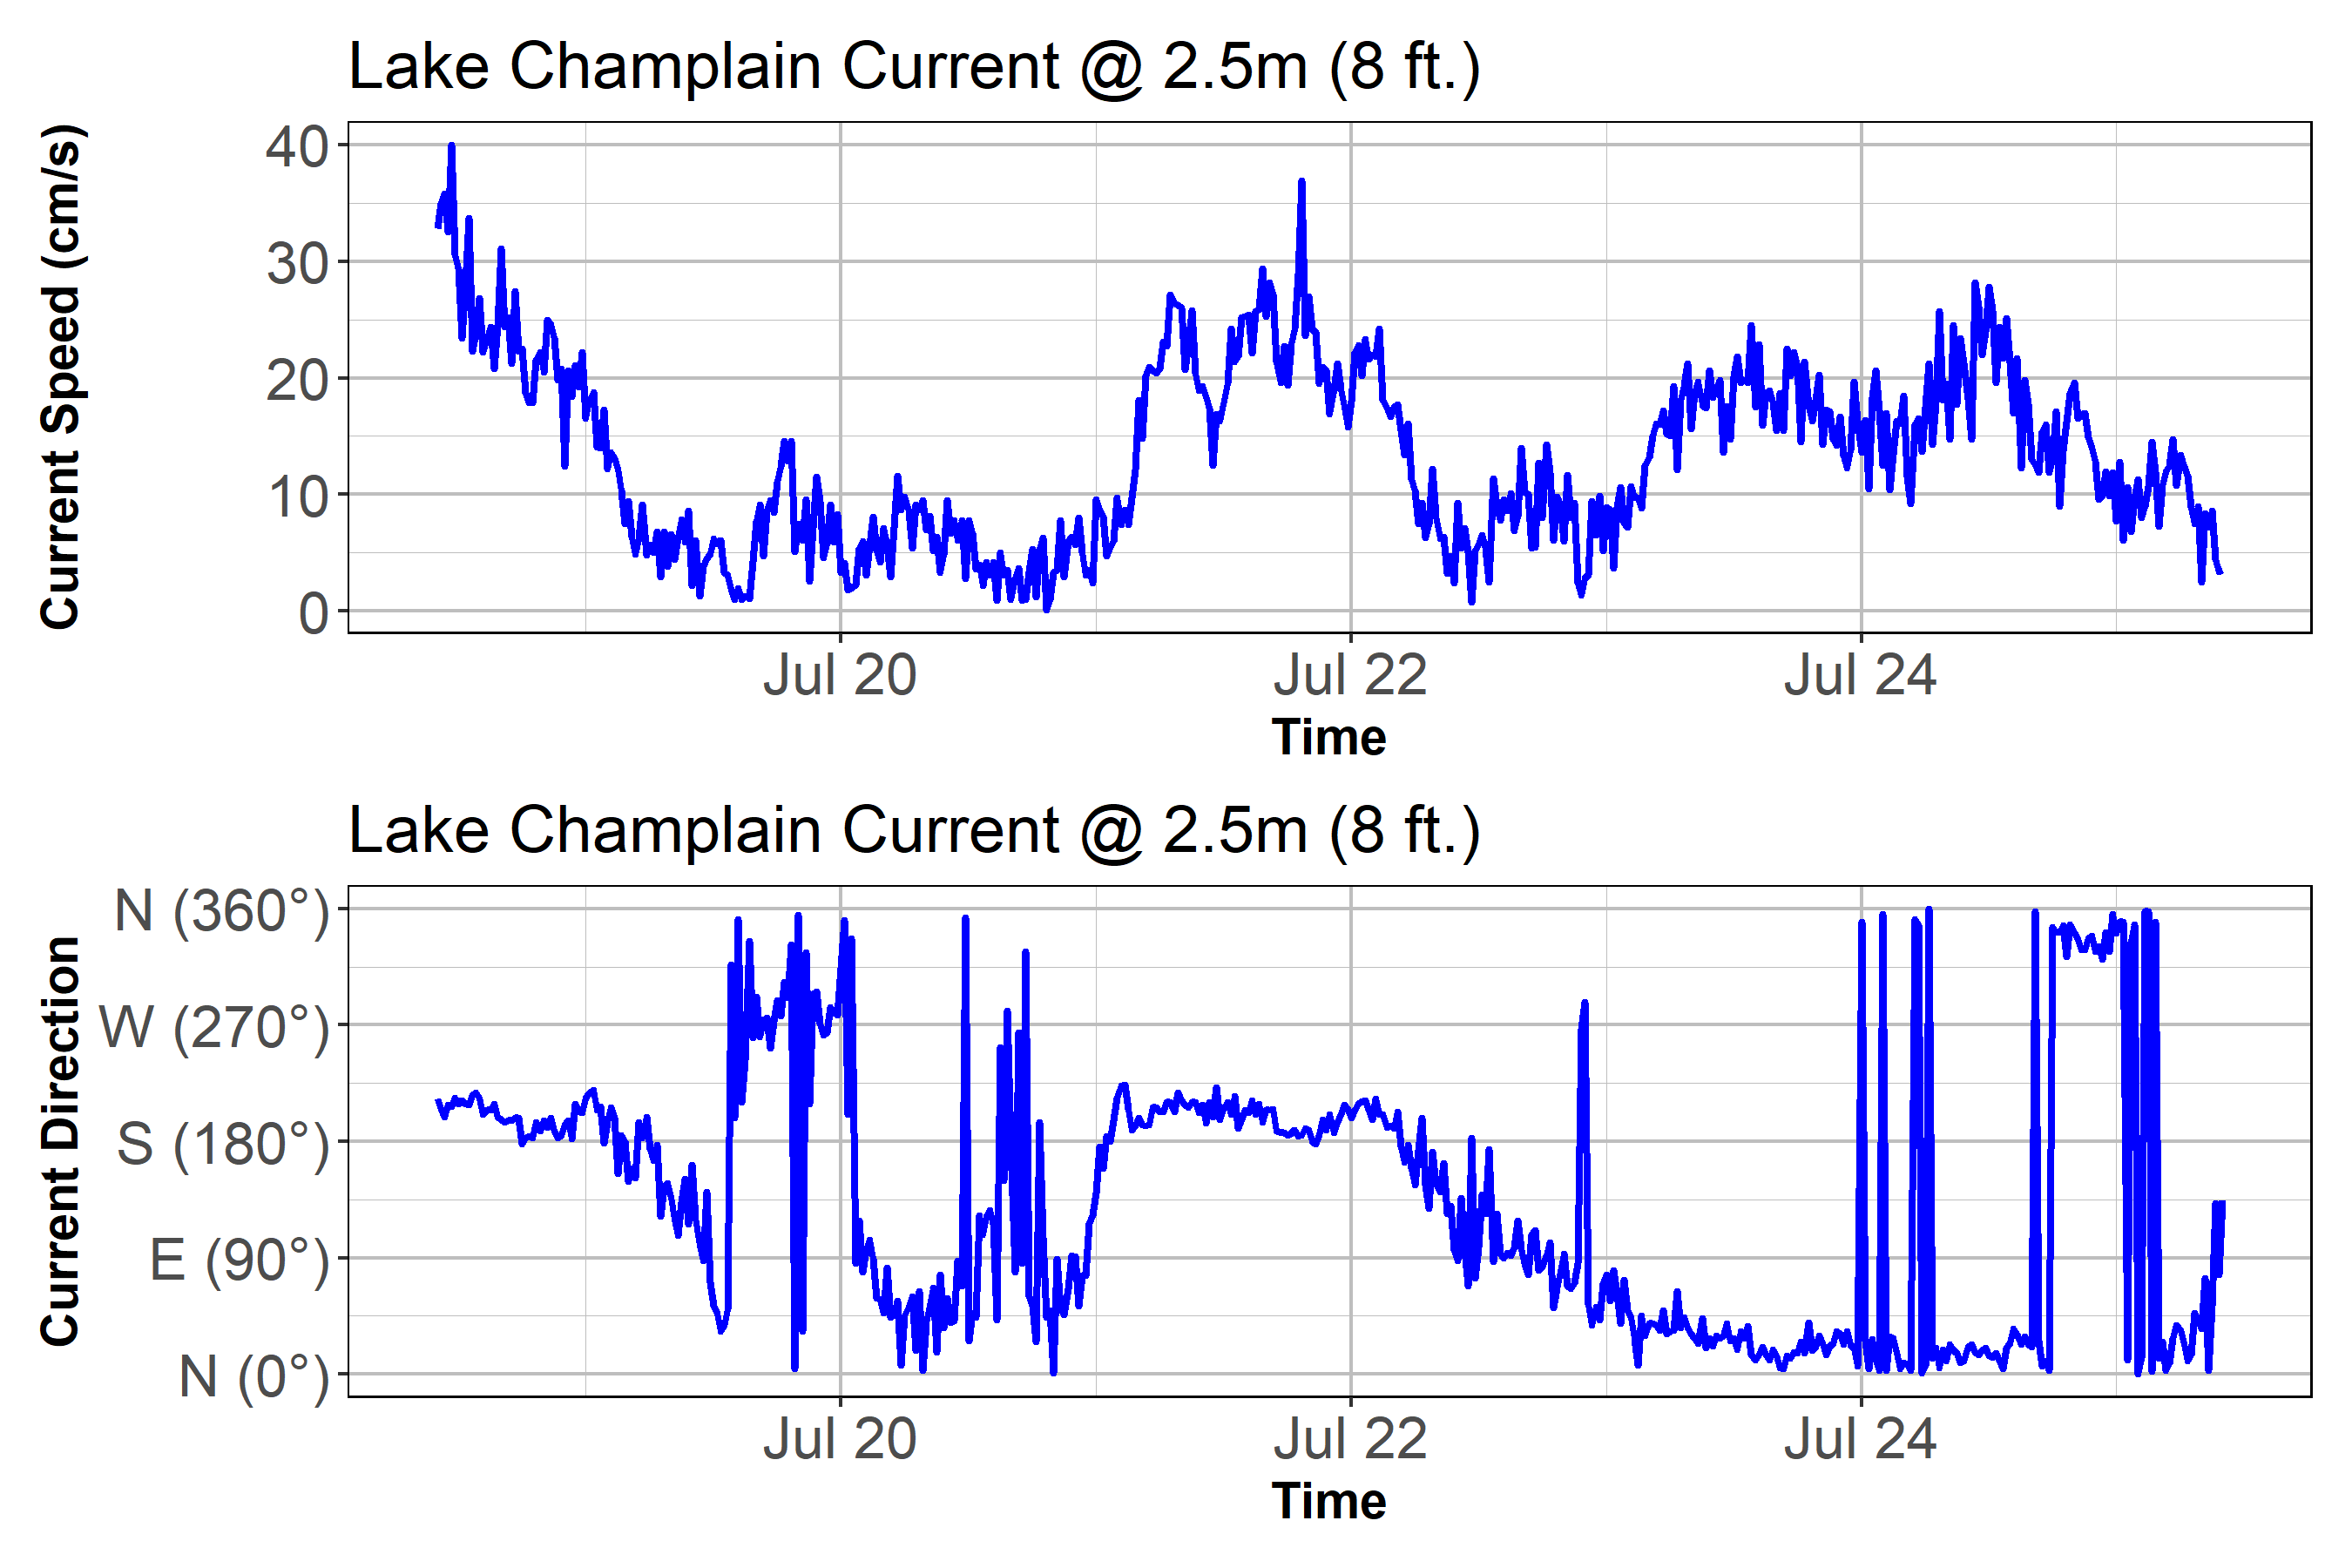 Lake Champlain Current @ 2.5m (8 ft.)
Current Speed (cm/s)
40
30
20
10
0
Jul 20
Jul 22
Jul 24
Time
Lake Champlain Current @ 2.5m (8 ft.)
Current Direction
N (360°)
W (270°)
S (180°)
E (90°)
N (0°)
Jul 20
Jul 22
Jul 24
Time